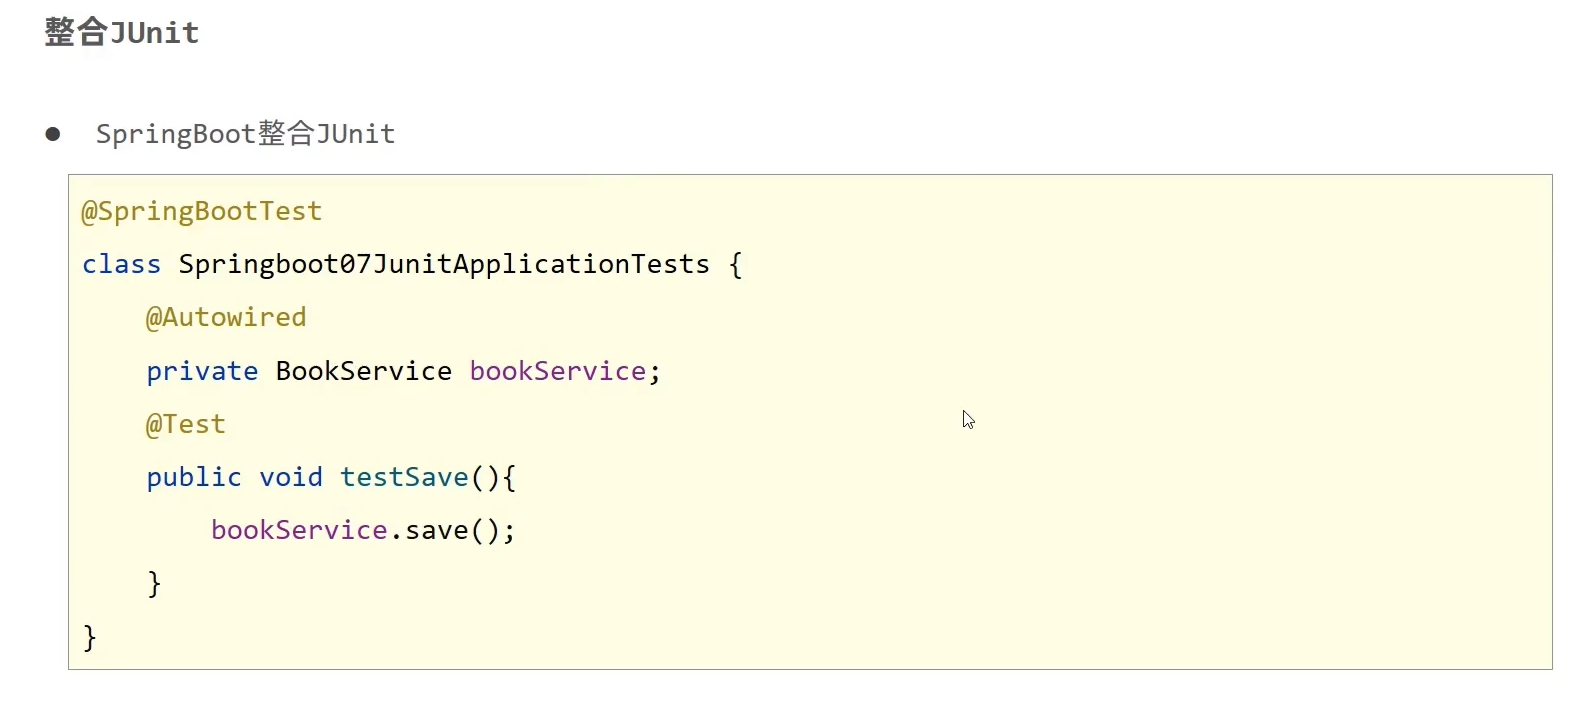 整合JUnit
● SpringBoot整合JUnit
@SpringBootTest
class Springboot07JunitApplicationTests {
    @Autowired
    private BookService bookService;
    @Test
    public void testSave(){
        bookService.save();
    }
}